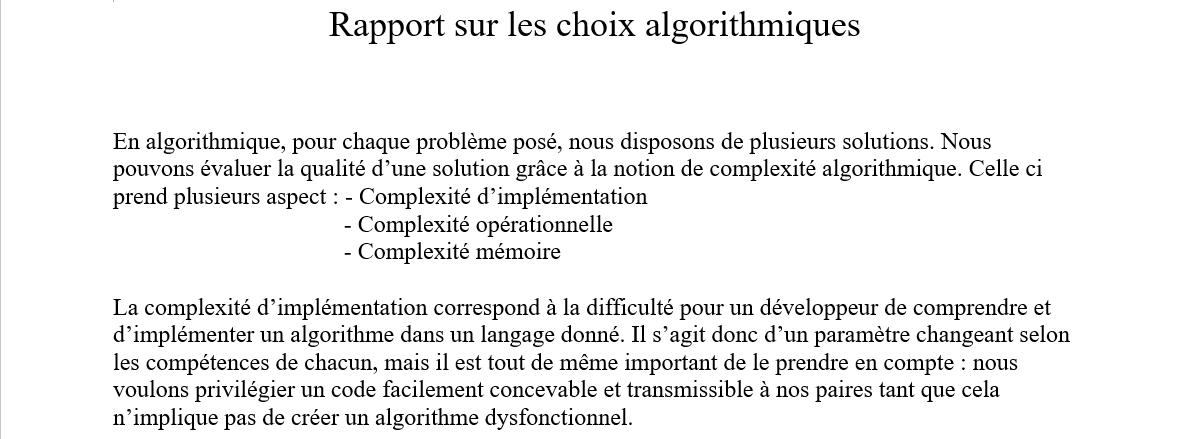 Rapport sur les choix algorithmiques
En algorithmique, pour chaque problème posé, nous disposons de plusieurs solutions. Nous
pouvons évaluer la qualité d’une solution grâce à la notion de complexité algorithmique. Celle ci
prend plusieurs aspect : - Complexité d’implémentation
- Complexité opérationnelle
- Complexité mémoire
La complexité d’implémentation correspond à la difficulté pour un développeur de comprendre et
d’implémenter un algorithme dans un langage donné. Il s’agit donc d’un paramètre changeant selon
les compétences de chacun, mais il est tout de même important de le prendre en compte : nous
voulons privilégier un code facilement concevable et transmissible à nos paires tant que cela
n’implique pas de créer un algorithme dysfonctionnel.